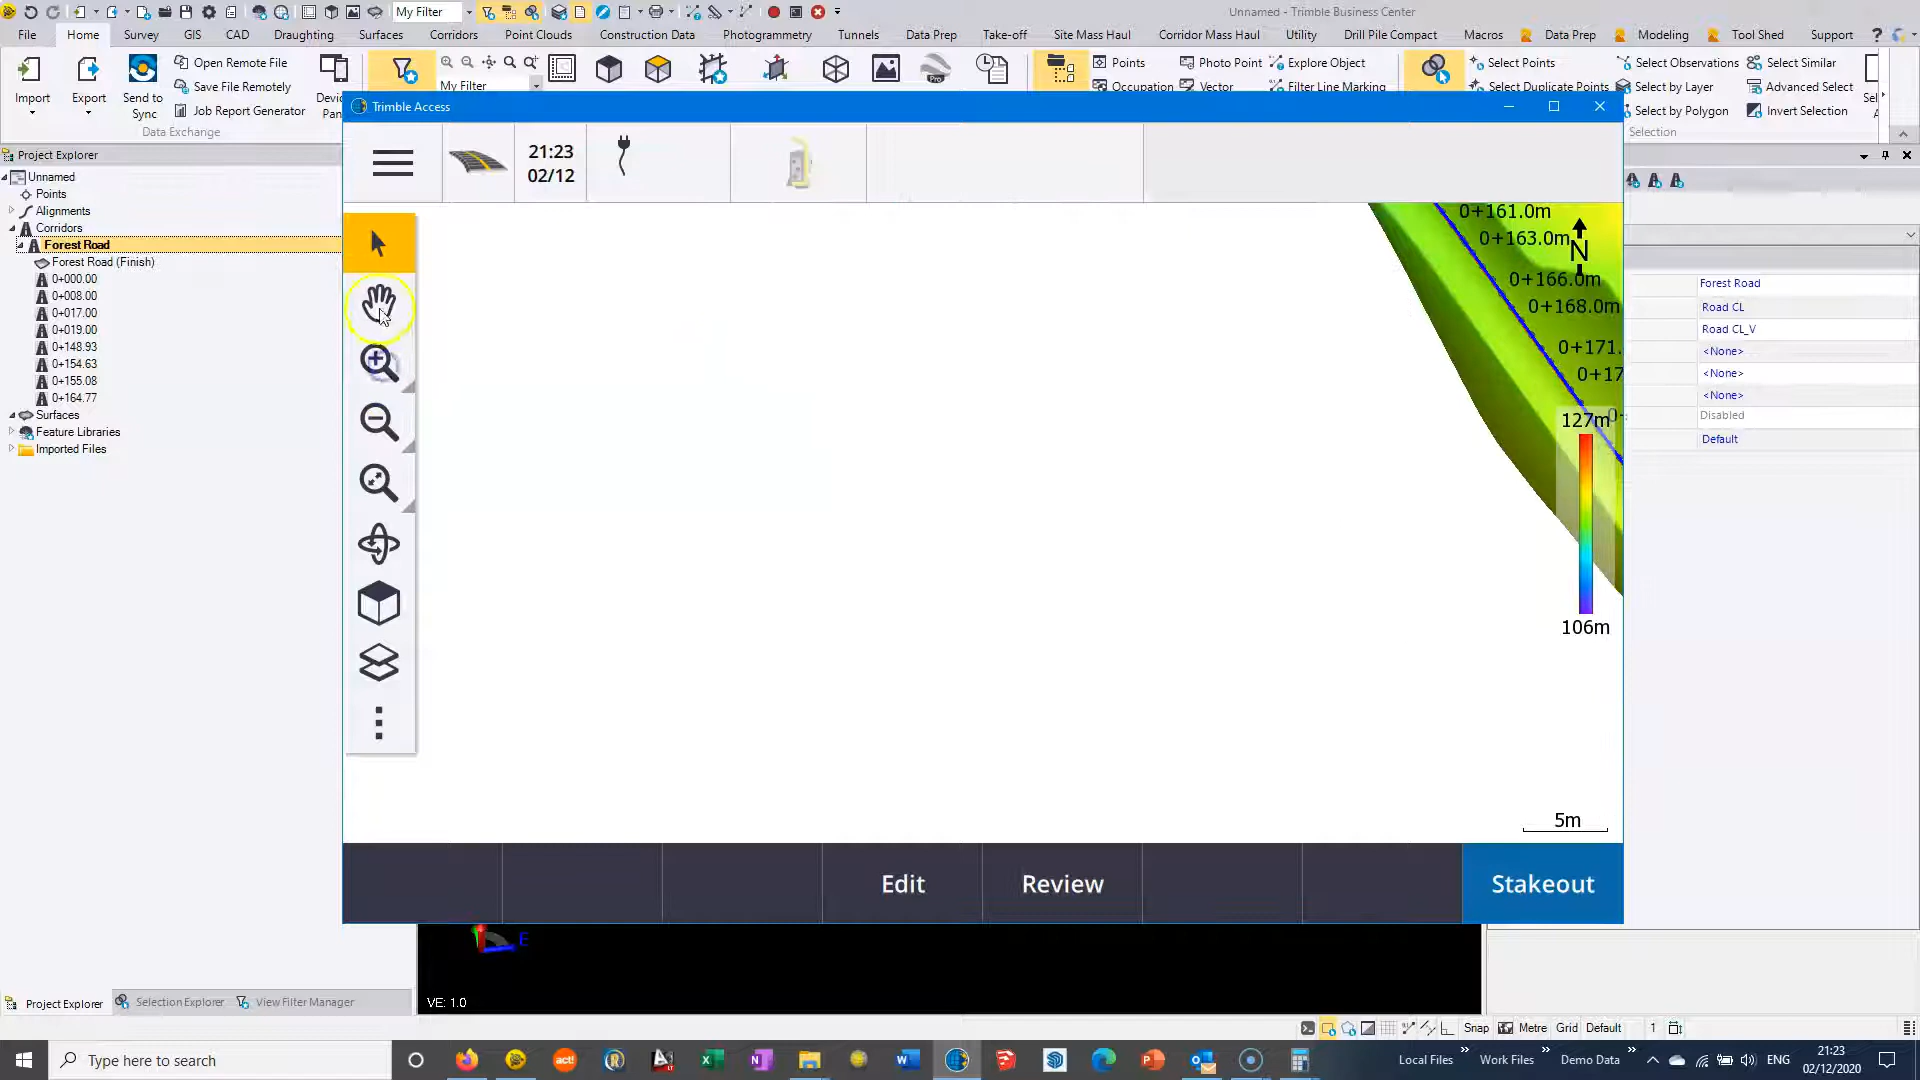 My Filter
Unnamed - Trimble Business Center
File Home Survey GIS CAD Draughting Surfaces Corridors Point Clouds Construction Data Photogrammetry Tunnels Data Prep Take-off Site Mass Haul Corridor Mass Haul Utility Drill Pile Compact Macros Data Prep Modeling Tool Shed Support
Import
Export
Send to
Sync
Open Remote File
Save File Remotely
Job Report Generator
Data Exchange
My Filter
Pro
Points
Photo Point
Explore Object
Occupation
Vector
Filter Line Marking
Select Points
Select Duplicate Points
Select Observations
Select by Layer
Select by Polygon
Select Similar
Advanced Select
Invert Selection
Selection
Trimble Access
21:23
02/12
Project Explorer
Unnamed
Points
Alignments
Corridors
Forest Road
Forest Road (Finish)
0+000.00
0+008.00
0+017.00
0+019.00
0+148.93
0+154.63
0+155.08
0+164.77
Surfaces
Feature Libraries
Imported Files
0+161.0m
0+163.0m
N
0+166.0m
0+168.0m
0+171.
0+17
127m
106m
5m
Forest Road
Road CL
Road CL_V
<None>
<None>
<None>
Disabled
Default
Edit
Review
Stakeout
E
VE: 1.0
Project Explorer
Selection Explorer
View Filter Manager
Snap
Metre
Grid
Default
1
Type here to search
act!
Local Files
Work Files
Demo Data
ENG
21:23
02/12/2020